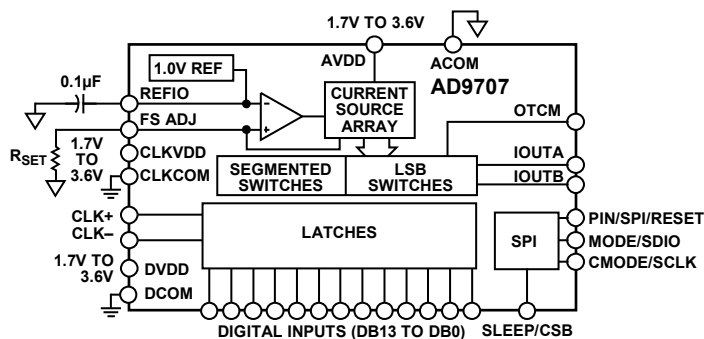 1.7V TO 3.6V
0.1µF
REFIO
1.0V REF
AVDD
ACOM
AD9707
CURRENT
SOURCE
ARRAY
OTCM
FS ADJ
RSET
1.7V
TO
3.6V
CLKVDD
CLKCOM
SEGMENTED
SWITCHES
LSB
SWITCHES
IOUTA
IOUTB
CLK+
CLK–
LATCHES
SPI
PIN/SPI/RESET
MODE/SDIO
CMODE/SCLK
1.7V TO
3.6V
DVDD
DCOM
DIGITAL INPUTS (DB13 TO DB0)
SLEEP/CSB